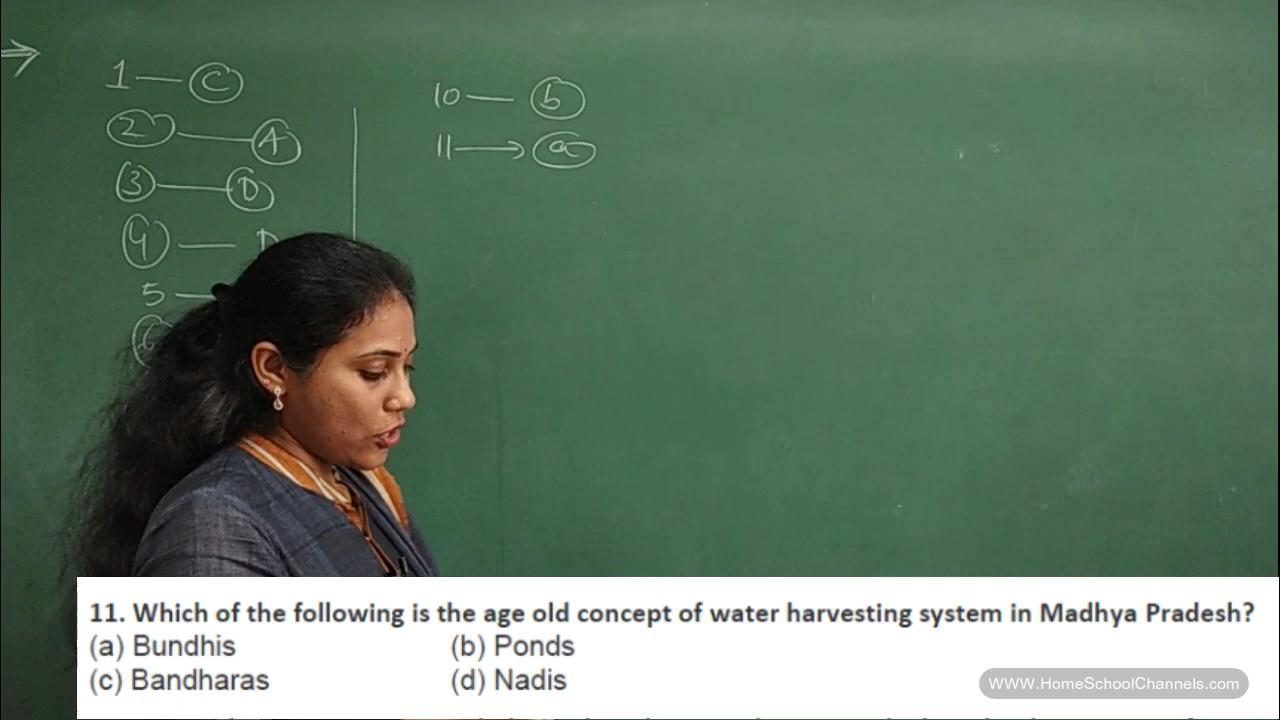 1 — C
2 — A
3 — D
4 — D
5 —
6
10 — b
11 → a
11. Which of the following is the age old concept of water harvesting system in Madhya Pradesh?
(a) Bundhis (b) Ponds
(c) Bandharas (d) Nadis
WWW.HomeSchoolChannels.com